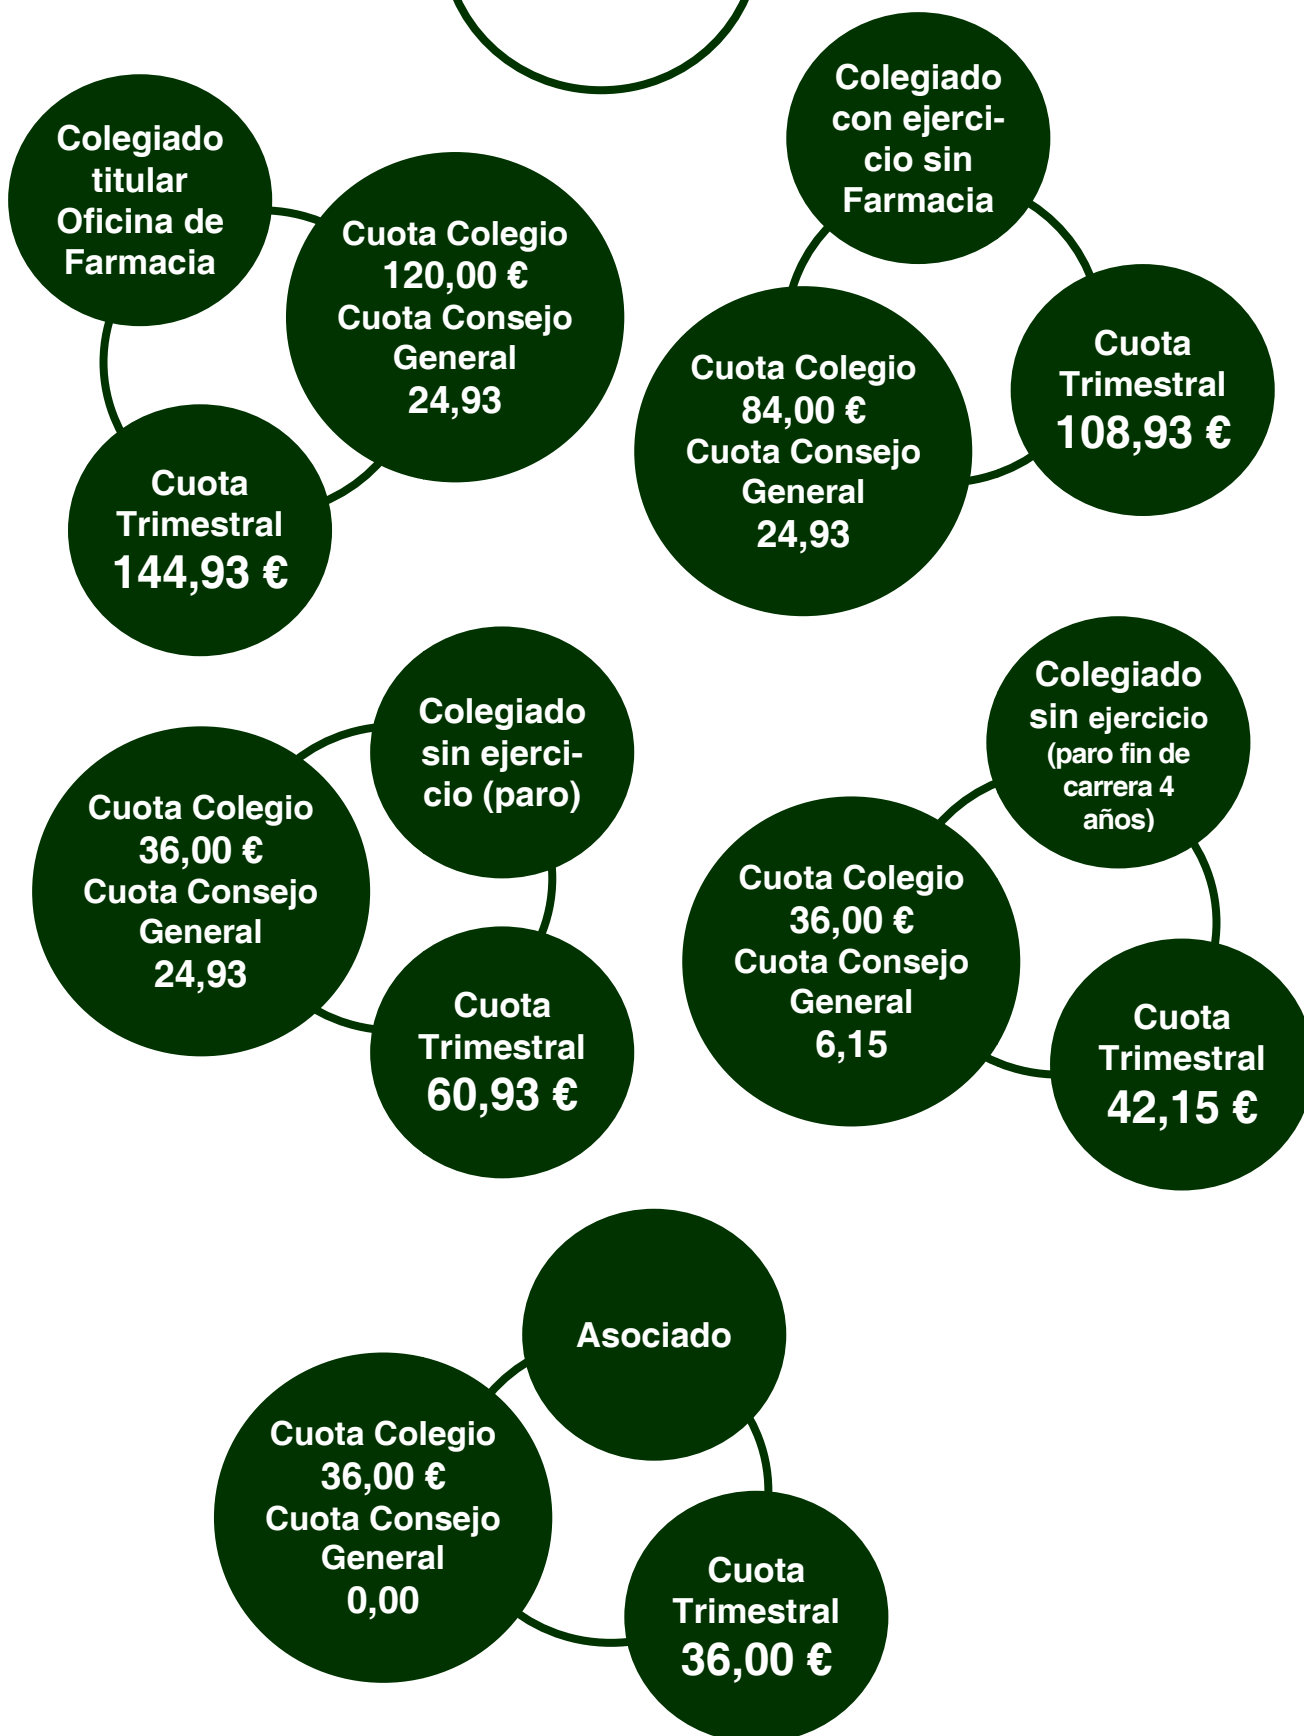 Colegiado
titular
Oficina de
Farmacia
Cuota Colegio
120,00 €
Cuota Consejo
General
24,93
Cuota
Trimestral
144,93 €
Colegiado
con ejerci-
cio sin
Farmacia
Cuota Colegio
84,00 €
Cuota Consejo
General
24,93
Cuota
Trimestral
108,93 €
Colegiado
sin ejerci-
cio (paro)
Cuota Colegio
36,00 €
Cuota Consejo
General
24,93
Cuota
Trimestral
60,93 €
Colegiado
sin ejercicio
(paro fin de
carrera 4
años)
Cuota Colegio
36,00 €
Cuota Consejo
General
6,15
Cuota
Trimestral
42,15 €
Asociado
Cuota Colegio
36,00 €
Cuota Consejo
General
0,00
Cuota
Trimestral
36,00 €